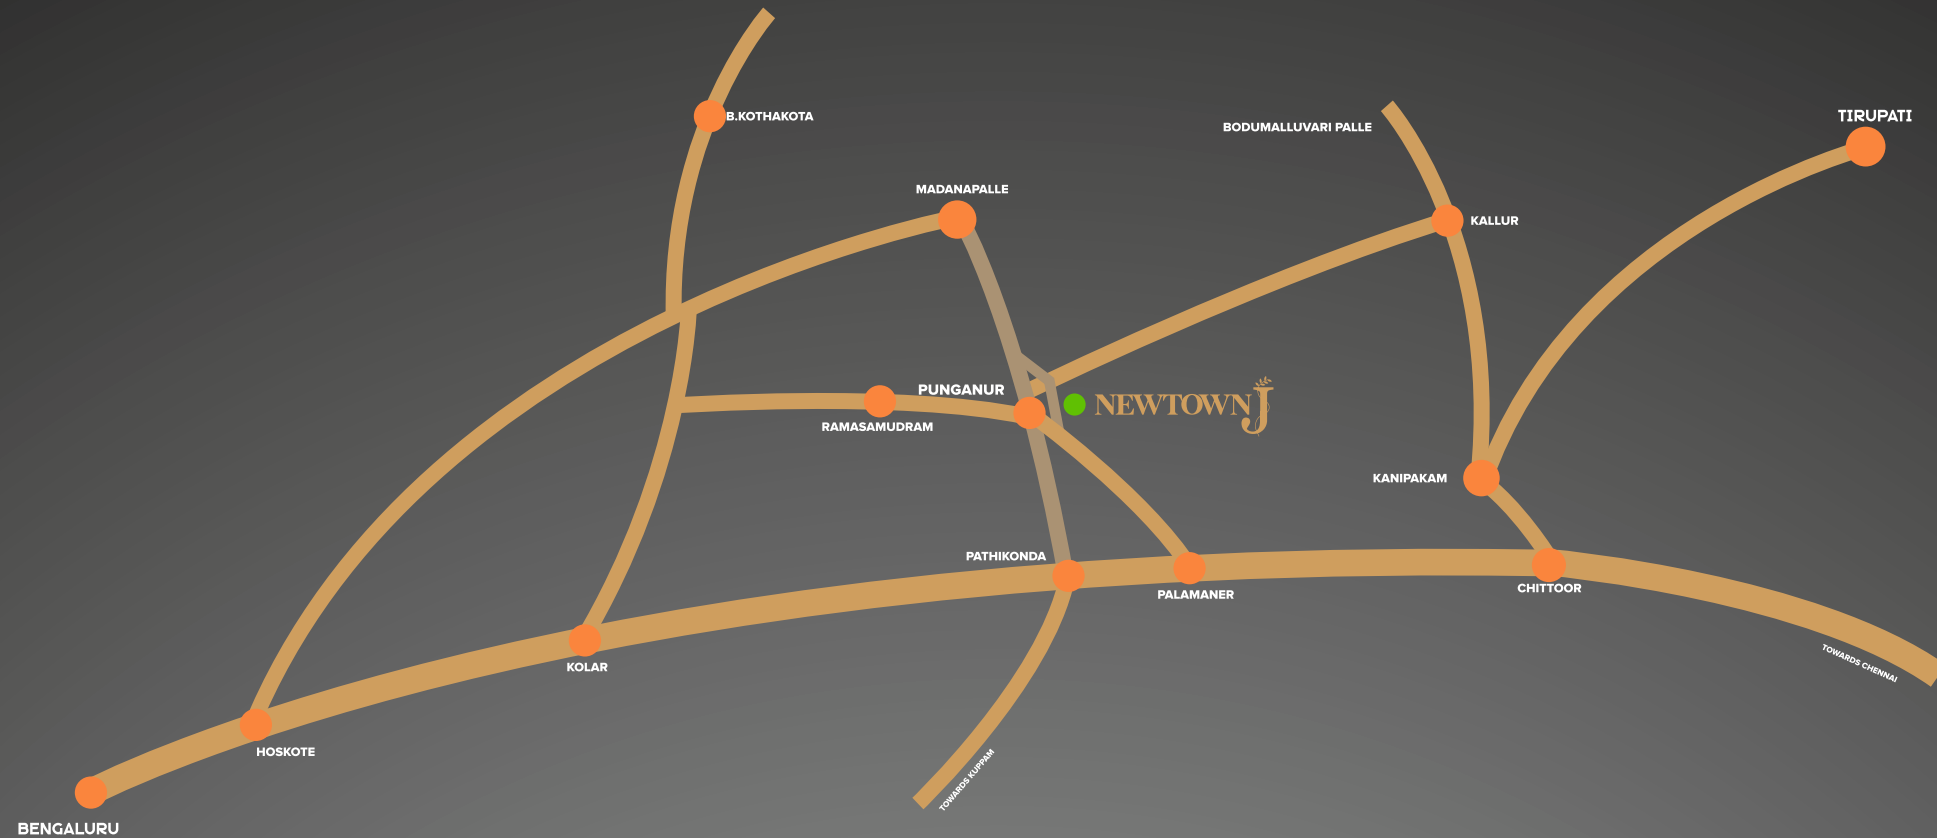 B.KOTHAKOTA
BODUMALLUVARI PALLE
TIRUPATI
MADANAPALLE
KALLUR
PUNGANUR
NEWTOWN J
RAMASAMUDRAM
KANIPAKAM
PATHIKONDA
PALAMANER
CHITTOOR
TOWARDS CHENNAI
KOLAR
HOSKOTE
TOWARDS KUPPAM
BENGALURU